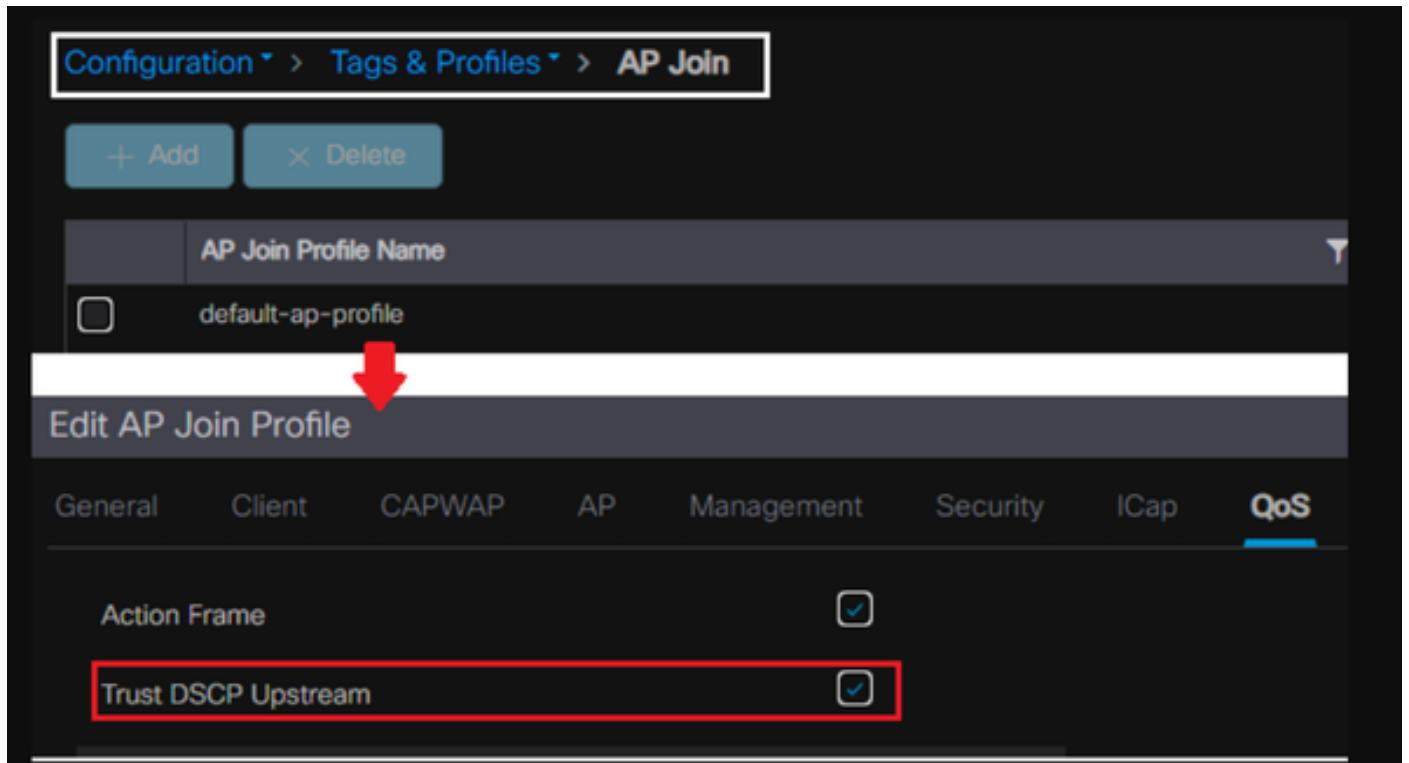 Configuration > Tags & Profiles > AP Join
+ Add × Delete
AP Join Profile Name
default-ap-profile
Edit AP Join Profile
General Client CAPWAP AP Management Security ICap QoS
Action Frame
Trust DSCP Upstream